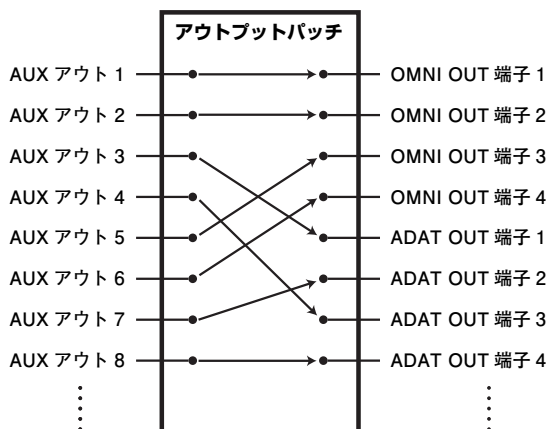 アウトプットパッチ
AUX アウト 1
OMNI OUT 端子 1
AUX アウト 2
OMNI OUT 端子 2
AUX アウト 3
OMNI OUT 端子 3
AUX アウト 4
OMNI OUT 端子 4
AUX アウト 5
ADAT OUT 端子 1
AUX アウト 6
ADAT OUT 端子 2
AUX アウト 7
ADAT OUT 端子 3
AUX アウト 8
ADAT OUT 端子 4